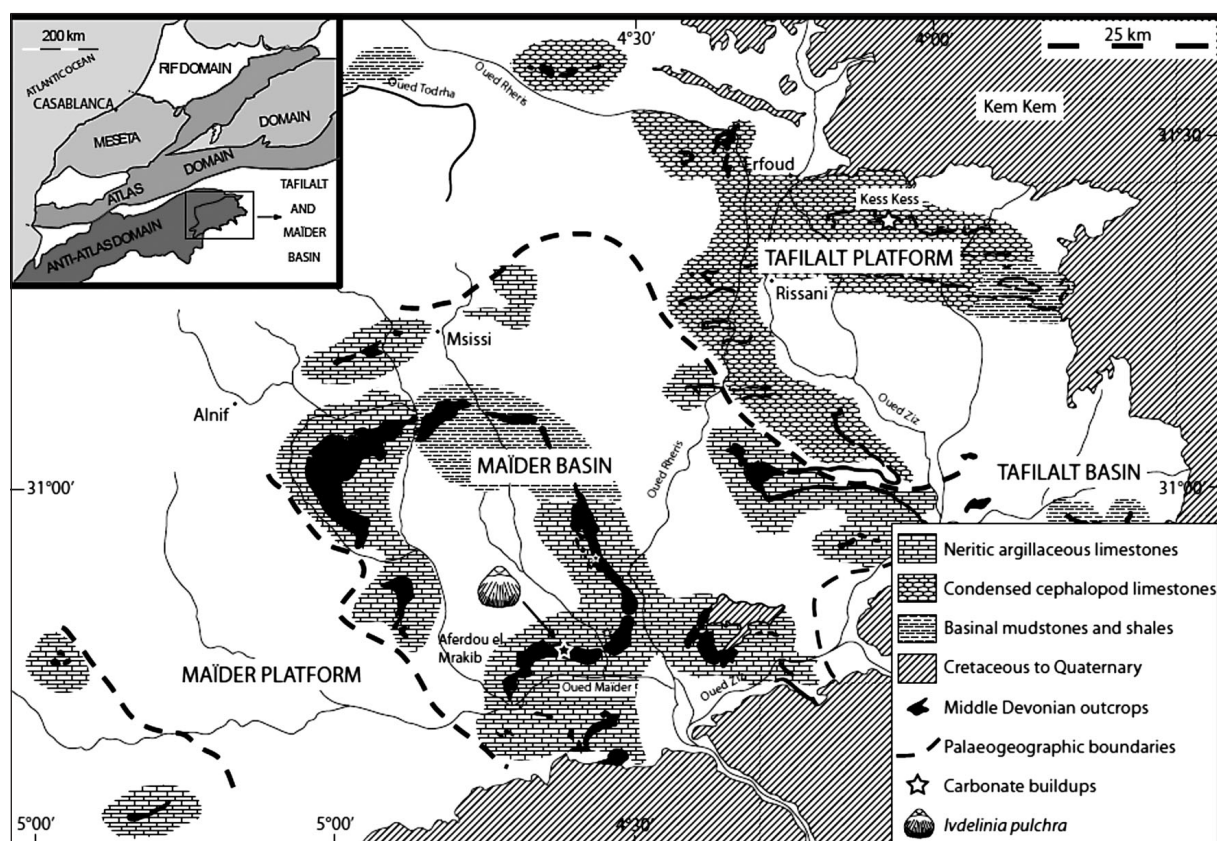 200 km
ATLANTIC OCEAN
RIF DOMAIN
CASABLANCA
MESETA
DOMAIN
ATLAS
DOMAIN
ANTI-ATLAS DOMAIN
TAFILALT
AND
MAÏDER
BASIN
4°30
4°00
25 km
Oued Todrha
Oued Rheris
Kem Kem
31°30
Erfoud
Kess Kess
TAFILALT PLATFORM
Rissani
Msissi
Alnif
Oued Ziz
MAÏDER BASIN
Oued Rheris
TAFILALT BASIN
31°00'
31°00'
Aferdou el
Mrakib
MAÏDER PLATFORM
Oued Maider
Oued Ziz
5°00'
5°00'
4°30
Neritic argillaceous limestones
Condensed cephalopod limestones
Basinal mudstones and shales
Cretaceous to Quaternary
Middle Devonian outcrops
Palaeogeographic boundaries
Carbonate buildups
Ivdelinia pulchra